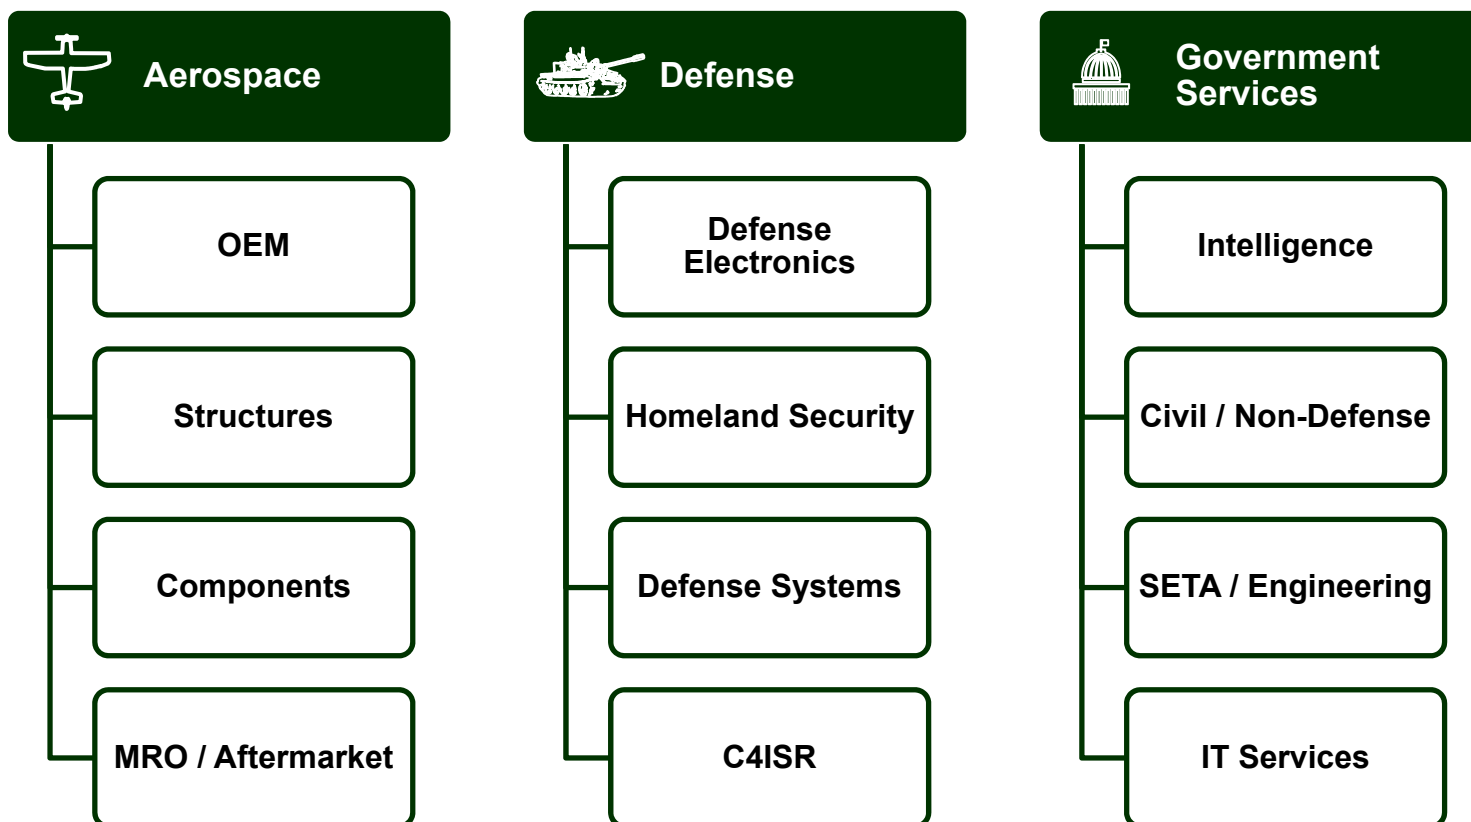 Aerospace
OEM
Structures
Components
MRO / Aftermarket
Defense
Defense
Electronics
Homeland Security
Defense Systems
C4ISR
Government
Services
Intelligence
Civil / Non-Defense
SETA / Engineering
IT Services